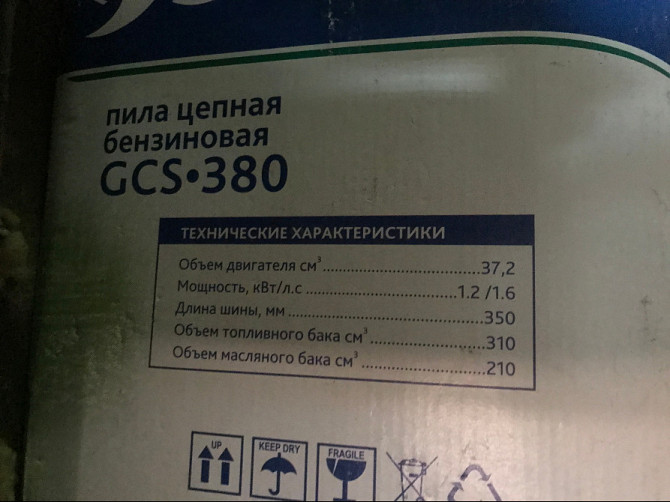 пила цепная
бензиновая
GCS•380
ТЕХНИЧЕСКИЕ ХАРАКТЕРИСТИКИ
Объем двигателя см³........................37,2
Мощность, кВт/л.с ........................1.2 /1.6
Длина шины, мм ........................350
Объем топливного бака см³........................310
Объем масляного бака см³ ........................210
UP
KEEP DRY
FRAGILE